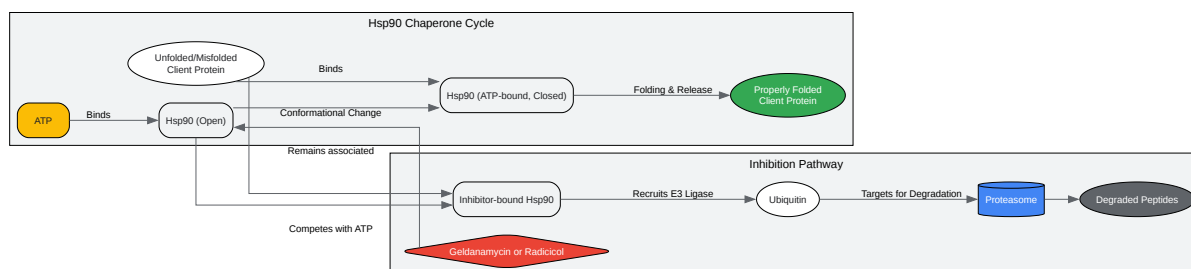 Hsp90 Chaperone Cycle
Unfolded/Misfolded
Client Protein
Binds
Hsp90 (ATP-bound, Closed)
Folding & Release
Properly Folded
Client Protein
ATP
Binds
Hsp90 (Open)
Conformational Change
Remains associated
Inhibition Pathway
Inhibitor-bound Hsp90
Recruits E3 Ligase
Ubiquitin
Targets for Degradation
Proteasome
Degraded Peptides
Competes with ATP
Geldanamycin or Radicicol